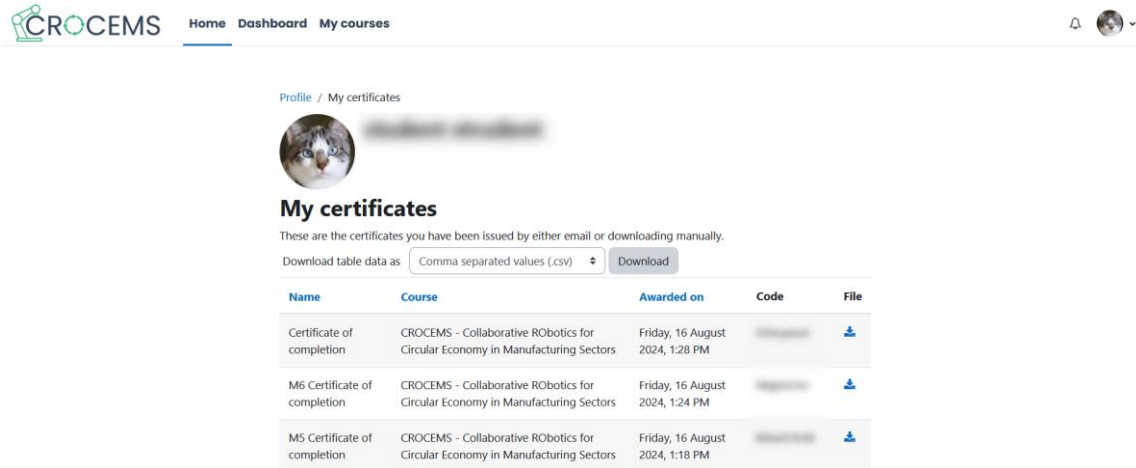 CROCEMS Home Dashboard My courses
Profile / My certificates
My certificates
These are the certificates you have been issued by either email or downloading manually.
Download table data as Comma separated values (.csv) Download
Name Course Awarded on Code File
Certificate of CROCEMS - Collaborative RObotics for Friday, 16 August
completion Circular Economy in Manufacturing Sectors 2024, 1:28 PM
M6 Certificate of CROCEMS - Collaborative RObotics for Friday, 16 August
completion Circular Economy in Manufacturing Sectors 2024, 1:24 PM
M5 Certificate of CROCEMS - Collaborative RObotics for Friday, 16 August
completion Circular Economy in Manufacturing Sectors 2024, 1:18 PM